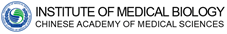 INSTITUTE OF MEDICAL BIOLOGY
CHINESE ACADEMY OF MEDICAL SCIENCES